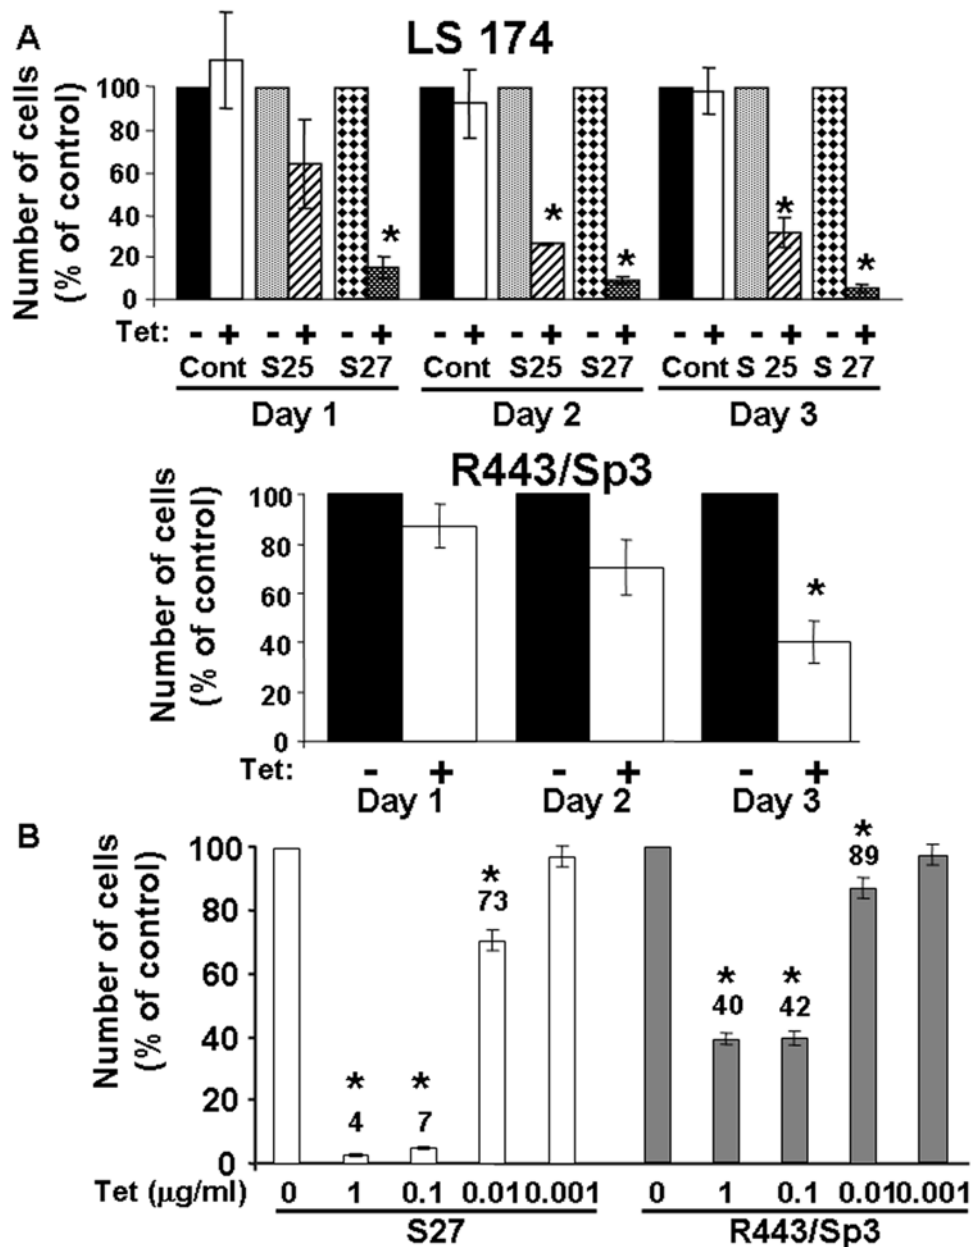 A
LS 174
Number of cells
(% of control)
100
80
60
40
20
0
*
*
*
*
*
Tet: - + - + - + - + - + - + - + - + - +
Cont S25 S27 Cont S25 S27 Cont S 25 S 27
Day 1 Day 2 Day 3
R443/Sp3
Number of cells
(% of control)
100
80
60
40
20
0
*
Tet: - + - + - +
Day 1 Day 2 Day 3
B
Number of cells
(% of control)
100
80
60
40
20
0
* * * * * *
4 7 73 40 42 89
Tet (µg/ml) 0 1 0.1 0.01 0.001 0 1 0.1 0.01 0.001
S27 R443/Sp3